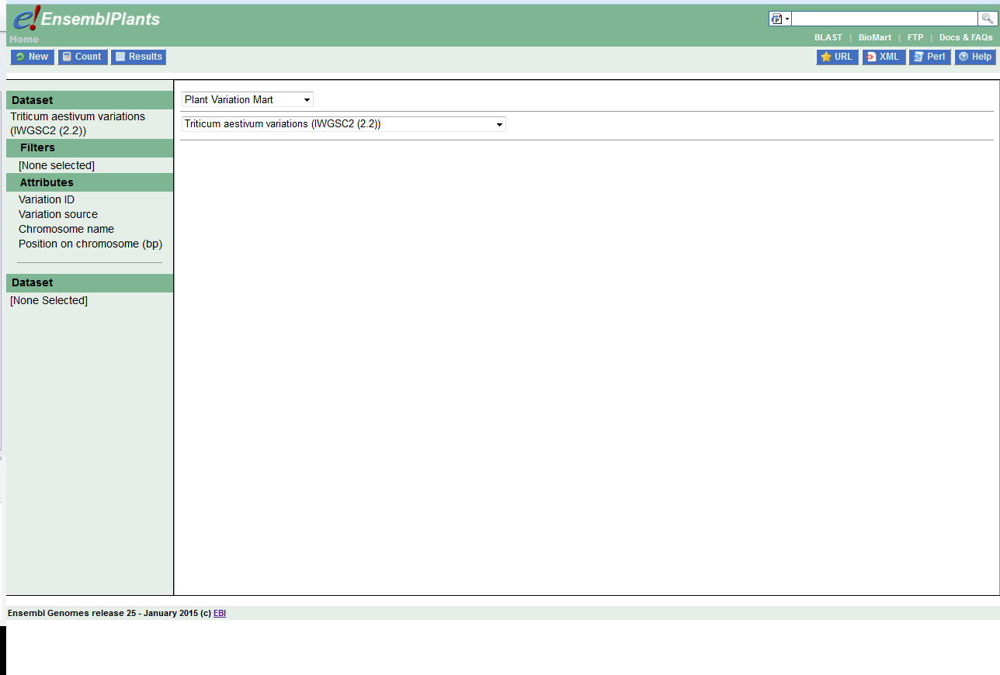 e! EnsemblPlants
Home
BLAST | BioMart | FTP | Docs & FAQs
New Count Results
URL XML Perl Help
Dataset
Triticum aestivum variations
(IWGSC2 (2.2))
Filters
[None selected]
Attributes
Variation ID
Variation source
Chromosome name
Position on chromosome (bp)
Dataset
[None Selected]
Plant Variation Mart
Triticum aestivum variations (IWGSC2 (2.2))
Ensembl Genomes release 25 - January 2015 (c) EBI